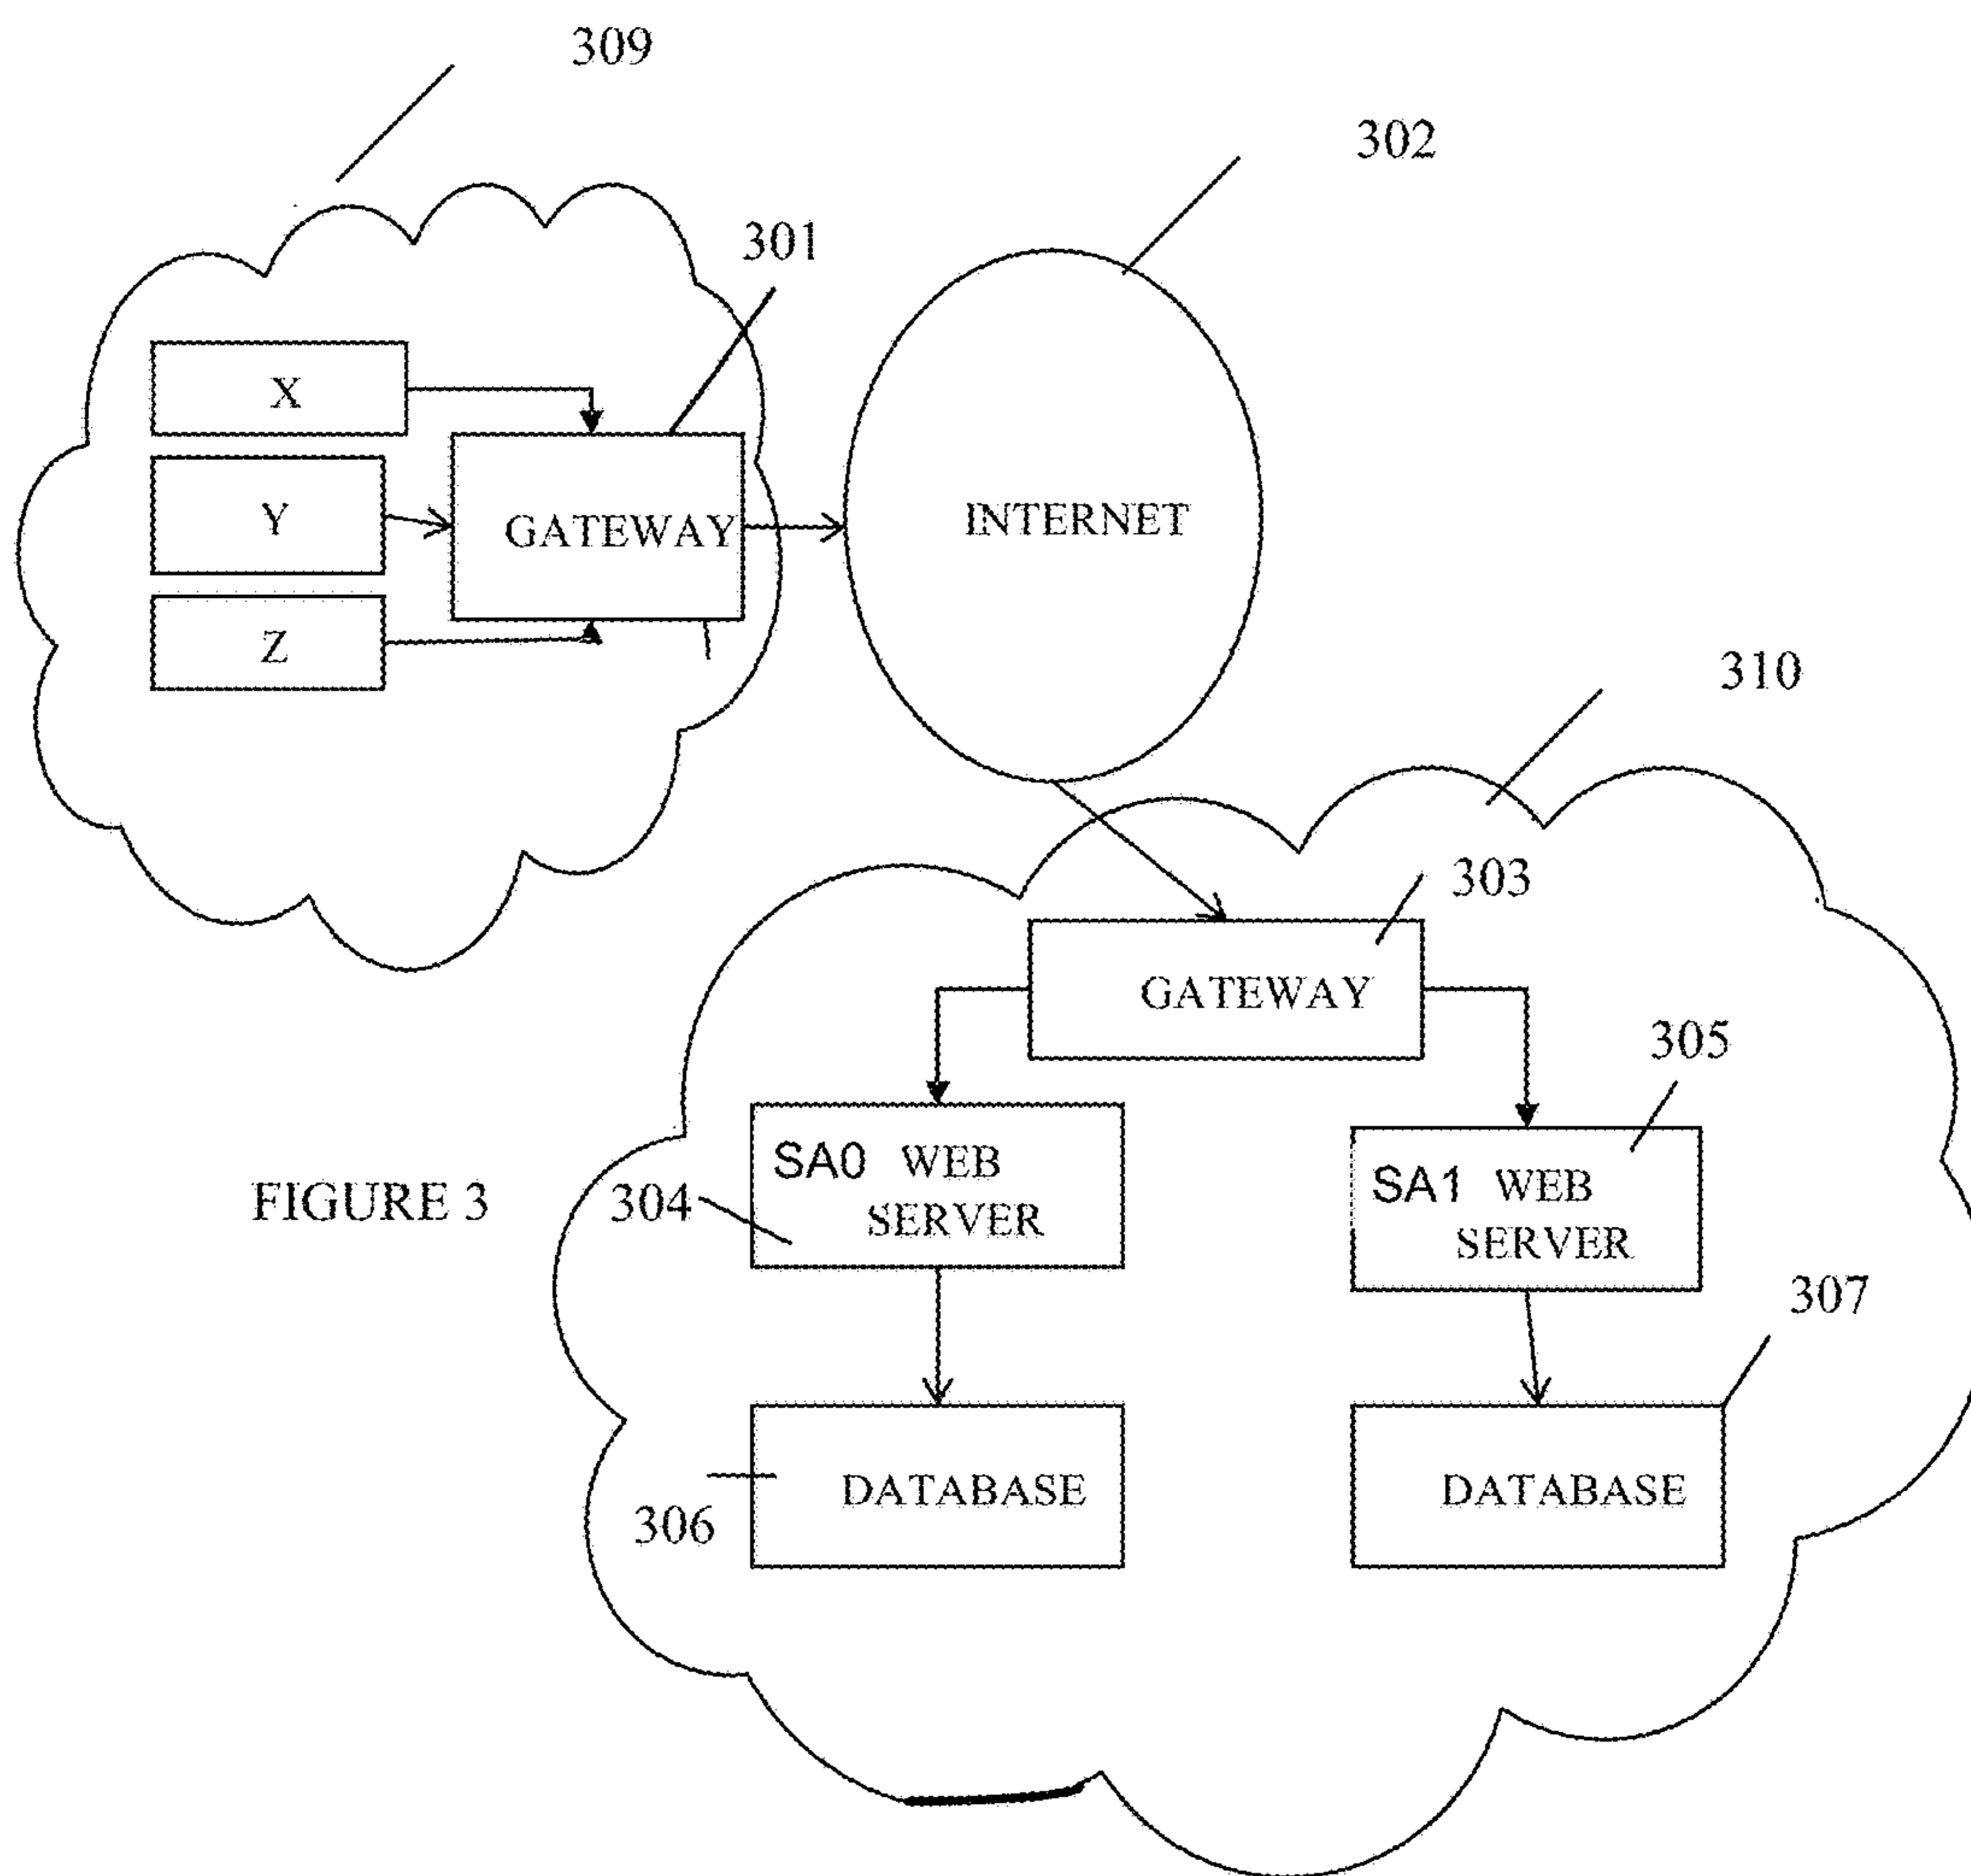 309
302
301
X
Y
GATEWAY
INTERNET
Z
310
303
GATEWAY
305
SA0 WEB
SERVER
SA1 WEB
SERVER
FIGURE 3
304
307
DATABASE
DATABASE
306